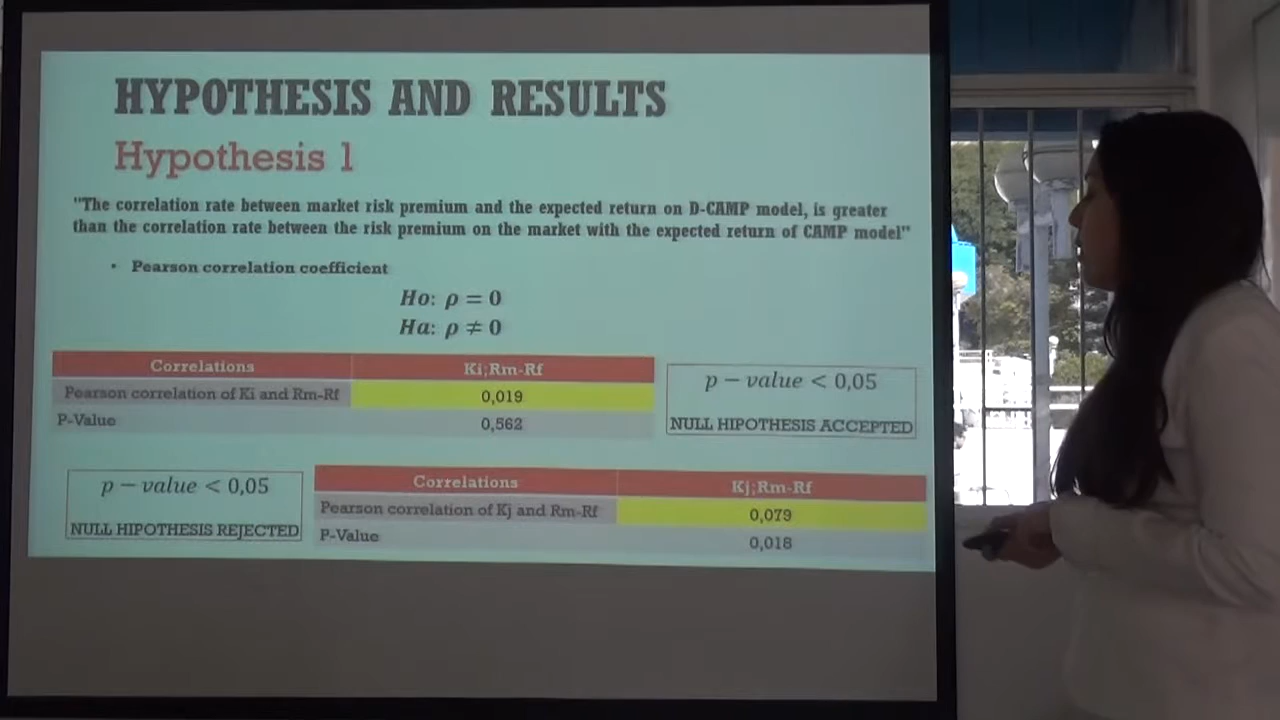 HYPOTHESIS AND RESULTS
Hypothesis 1
"The correlation rate between market risk premium and the expected return on D-CAMP model, is greater
than the correlation rate between the risk premium on the market with the expected return of CAMP model"
• Pearson correlation coefficient
Ho: ρ = 0
Ha: ρ ≠ 0
Correlations Ki;Rm-Rf
Pearson correlation of Ki and Rm-Rf 0,019
P-Value 0,562
p − value < 0,05
NULL HIPOTHESIS ACCEPTED
p − value < 0,05
NULL HIPOTHESIS REJECTED
Correlations Kj;Rm-Rf
Pearson correlation of Kj and Rm-Rf 0,079
P-Value 0,018